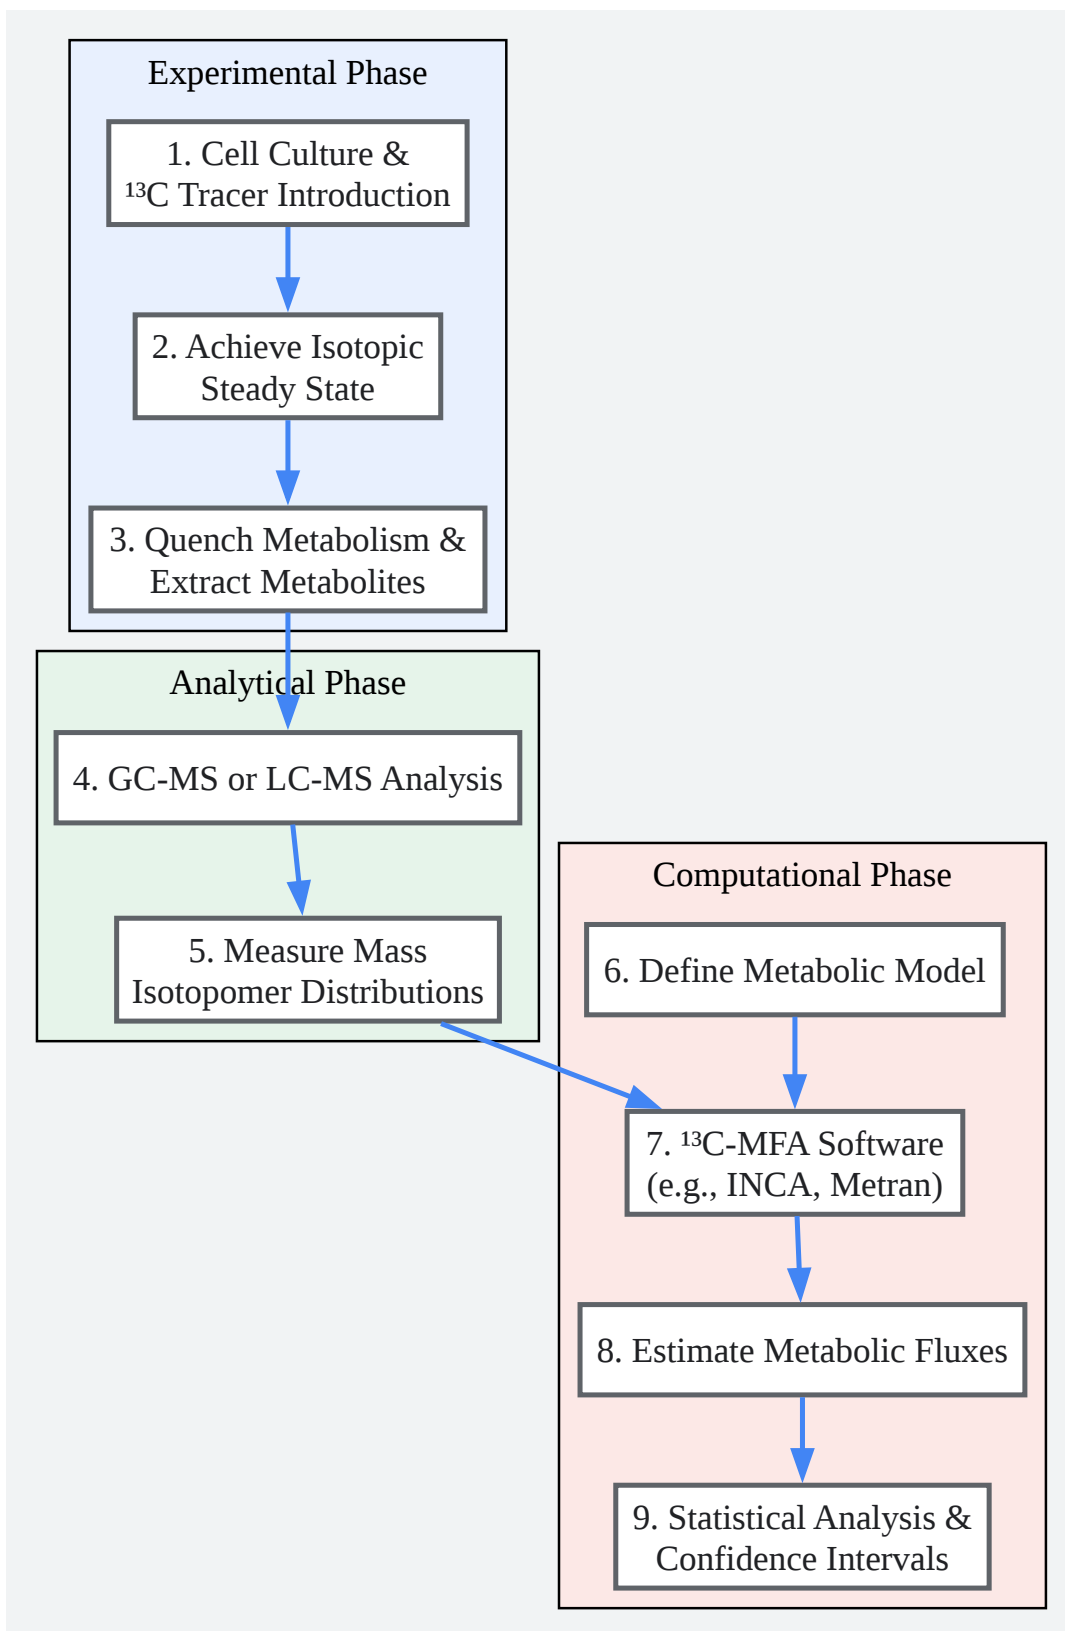 Experimental Phase
1. Cell Culture &
¹³C Tracer Introduction
2. Achieve Isotopic
Steady State
3. Quench Metabolism &
Extract Metabolites
Analytical Phase
4. GC-MS or LC-MS Analysis
5. Measure Mass
Isotopomer Distributions
Computational Phase
6. Define Metabolic Model
7. ¹³C-MFA Software
(e.g., INCA, Metran)
8. Estimate Metabolic Fluxes
9. Statistical Analysis &
Confidence Intervals